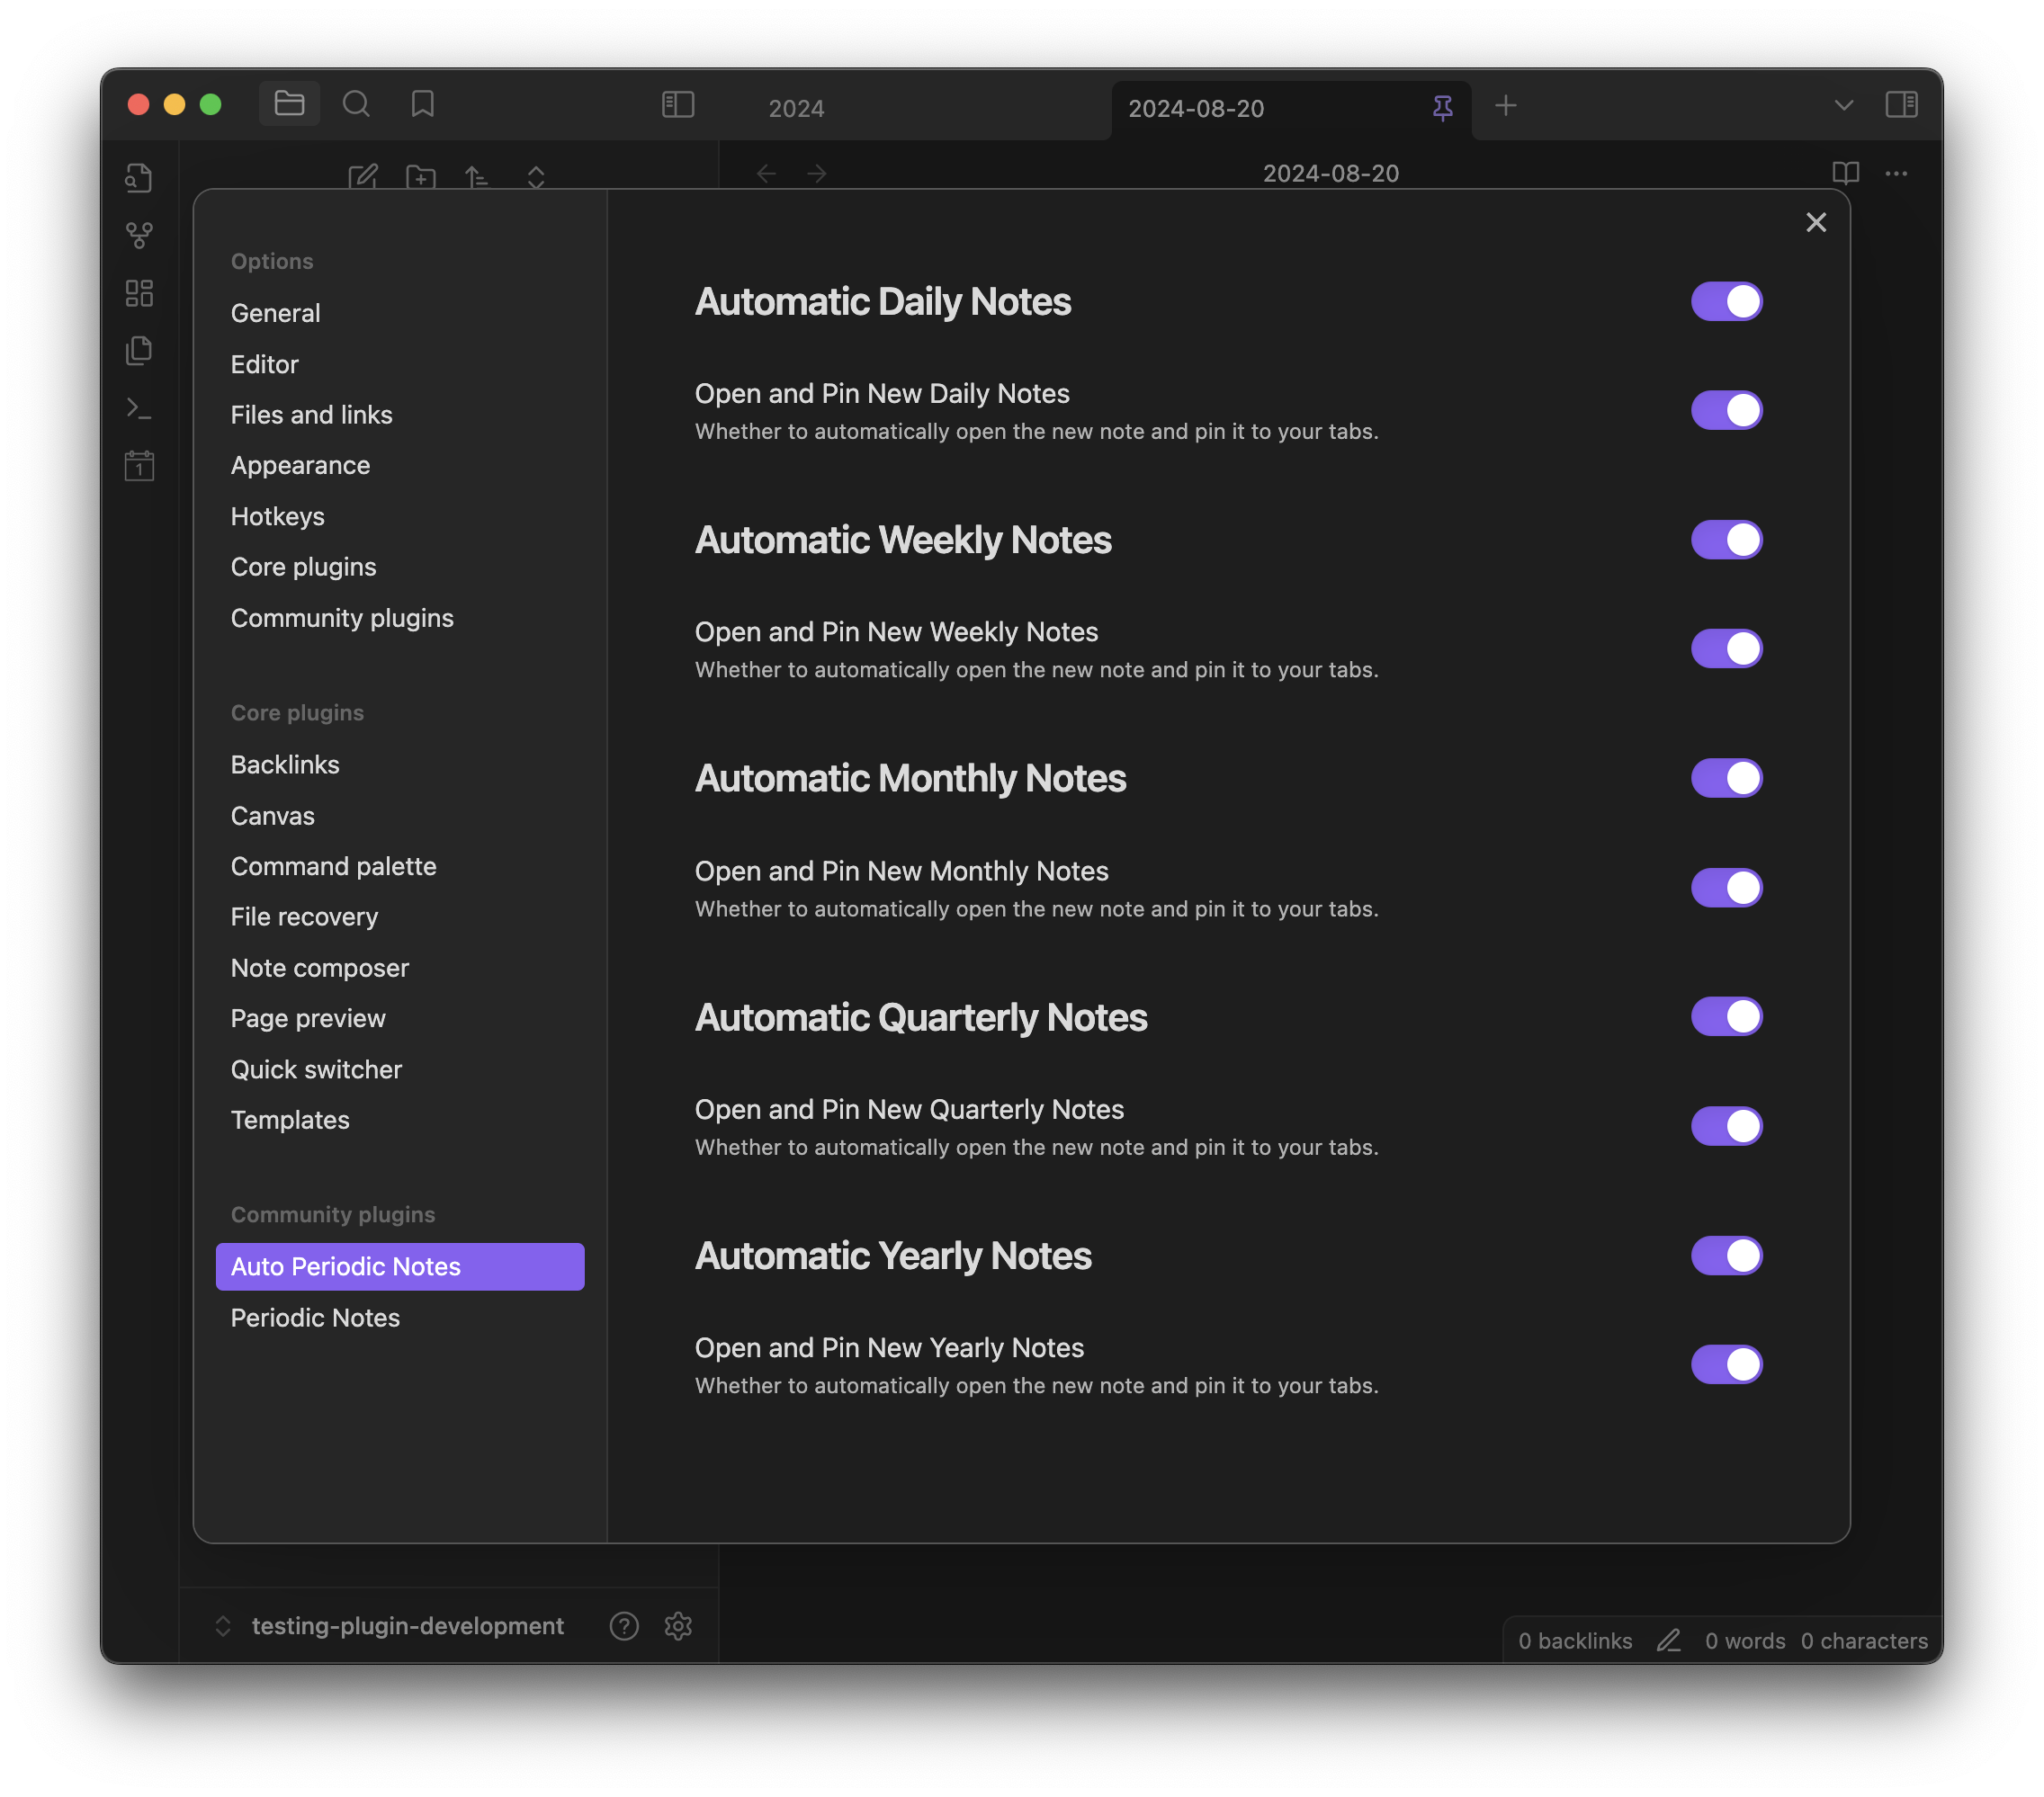 2024
2024-08-20
2024-08-20
1
Options
General
Editor
Files and links
Appearance
Hotkeys
Core plugins
Community plugins
Core plugins
Backlinks
Canvas
Command palette
File recovery
Note composer
Page preview
Quick switcher
Templates
Community plugins
Auto Periodic Notes
Periodic Notes
Automatic Daily Notes
Open and Pin New Daily Notes
Whether to automatically open the new note and pin it to your tabs.
Automatic Weekly Notes
Open and Pin New Weekly Notes
Whether to automatically open the new note and pin it to your tabs.
Automatic Monthly Notes
Open and Pin New Monthly Notes
Whether to automatically open the new note and pin it to your tabs.
Automatic Quarterly Notes
Open and Pin New Quarterly Notes
Whether to automatically open the new note and pin it to your tabs.
Automatic Yearly Notes
Open and Pin New Yearly Notes
Whether to automatically open the new note and pin it to your tabs.
testing-plugin-development
0 backlinks 0 words 0 characters